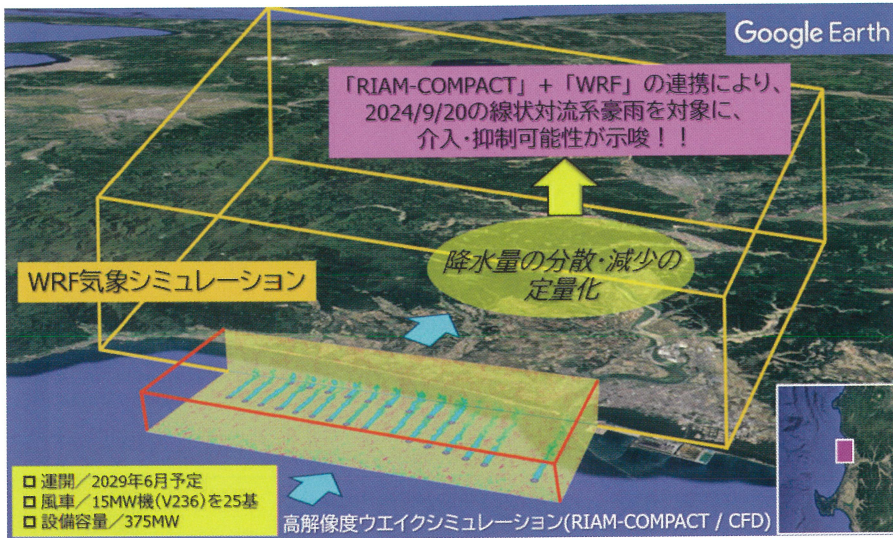 Google Earth
「RIAM-COMPACT」+「WRF」の連携により、
2024/9/20の線状対流系豪雨を対象に、
介入・抑制可能性が示唆！！
降水量の分散・減少の
定量化
WRF気象シミュレーション
□ 運開／2029年6月予定
□ 風車／15MW機(V236)を25基
□ 設備容量／375MW
高解像度ウエイクシミュレーション(RIAM-COMPACT / CFD)